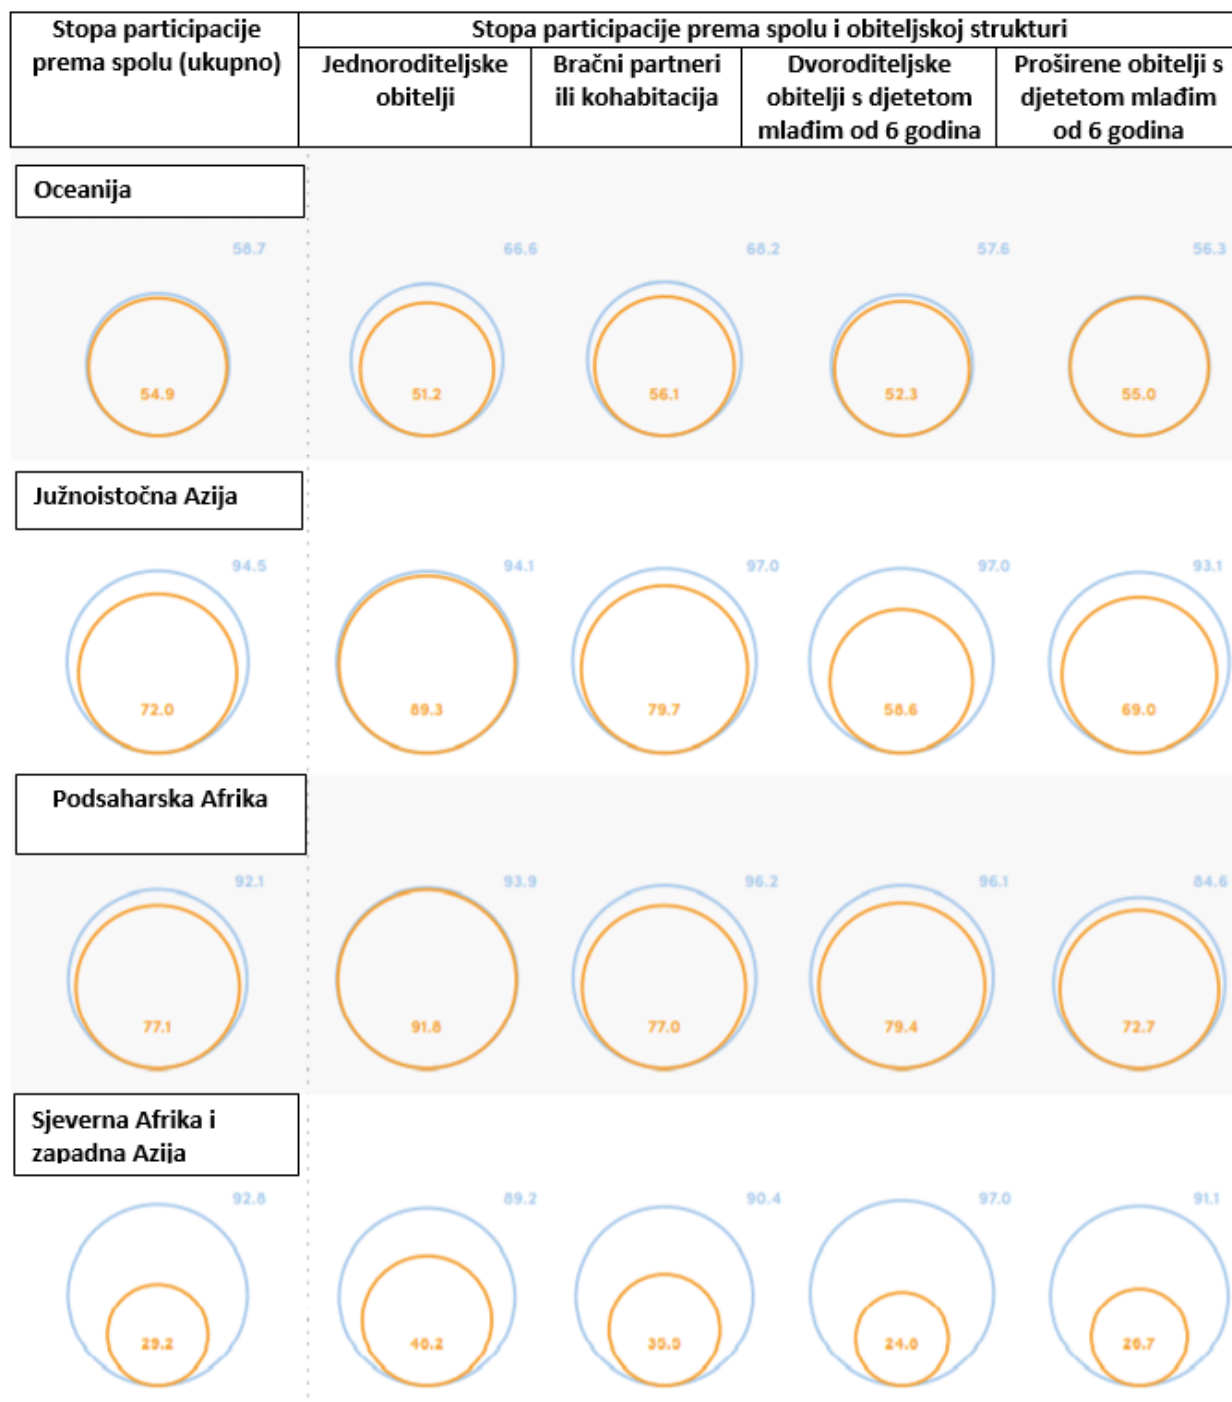 Stopa participacije
prema spolu (ukupno)
Stopa participacije prema spolu i obiteljskoj strukturi
Jednoroditeljske
obitelji
Bračni partneri
ili kohabitacija
Dvoroditeljske
obitelji s djetetom
mlađim od 6 godina
Proširene obitelji s
djetetom mlađim
od 6 godina
Oceanija
58.7
66.6
68.2
57.6
56.3
54.9
51.2
56.1
52.3
55.0
Južnoistočna Azija
94.5
94.1
97.0
97.0
93.1
72.0
89.3
79.7
58.6
69.0
Podsaharska Afrika
92.1
93.9
96.2
96.1
84.6
77.1
91.8
77.0
79.4
72.7
Sjeverna Afrika i
zapadna Azija
92.8
89.2
90.4
97.0
91.1
29.2
35.5
26.7